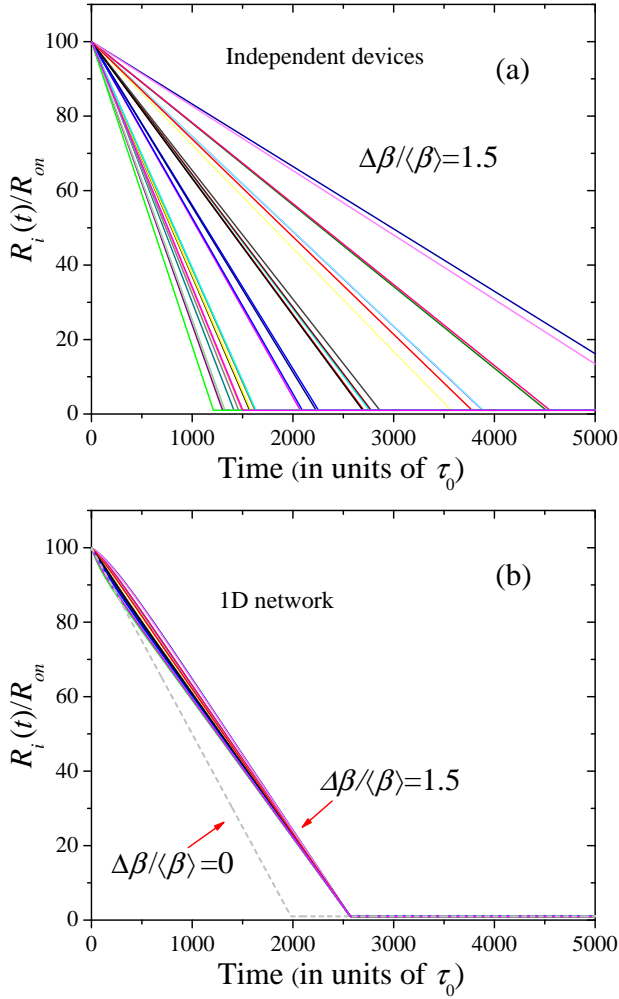 100
80
60
40
20
0
R_i(t)/R_on
Independent devices
(a)
Δβ/⟨β⟩=1.5
0 1000 2000 3000 4000 5000
Time (in units of τ_0)
100
80
60
40
20
0
R_i(t)/R_on
(b)
1D network
Δβ/⟨β⟩=1.5
Δβ/⟨β⟩=0
0 1000 2000 3000 4000 5000
Time (in units of τ_0)